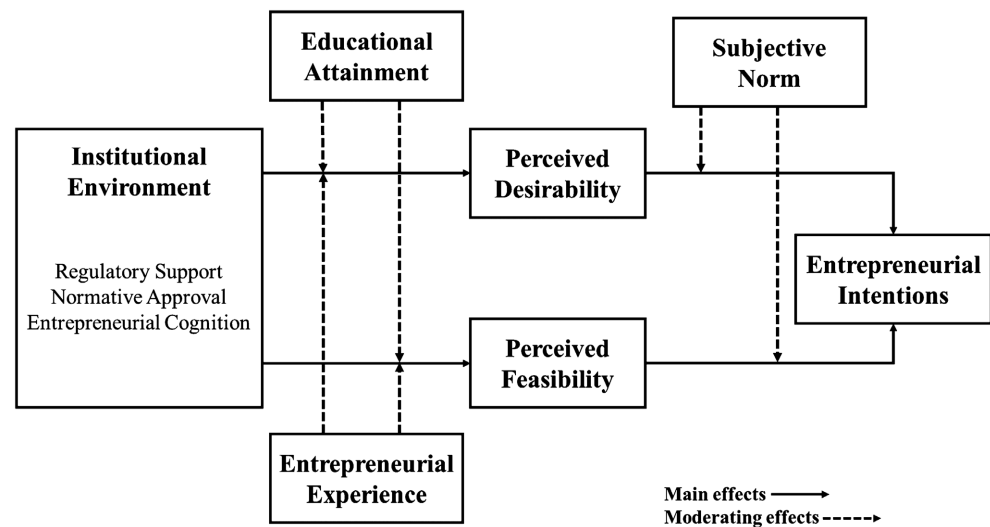 Educational
Attainment
Subjective
Norm
Institutional
Environment
Regulatory Support
Normative Approval
Entrepreneurial Cognition
Perceived
Desirability
Entrepreneurial
Intentions
Perceived
Feasibility
Entrepreneurial
Experience
Main effects
Moderating effects